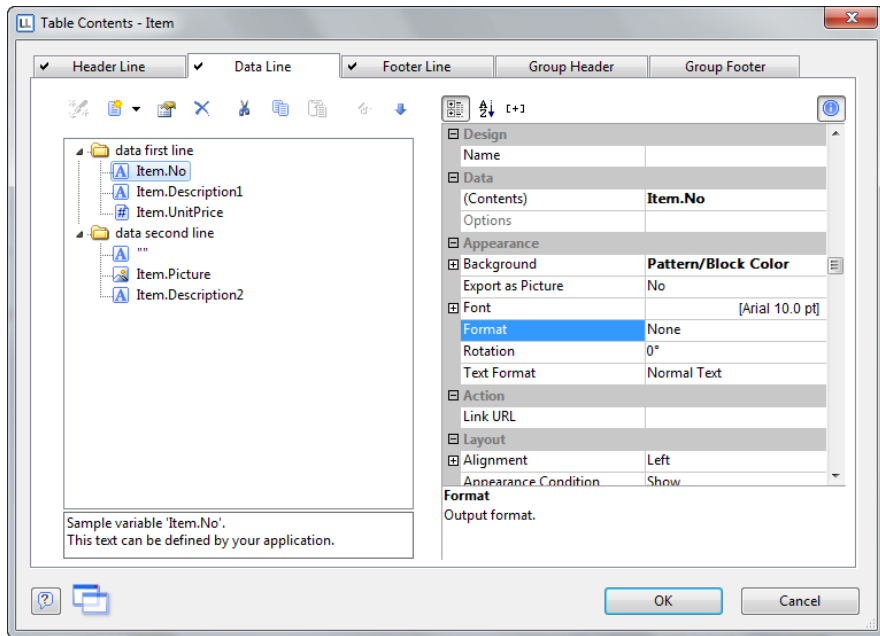 LL Table Contents - Item
Header Line
Data Line
Footer Line
Group Header
Group Footer
A Z [+]
data first line
A Item.No
A Item.Description1
# Item.UnitPrice
data second line
A ""
Item.Picture
A Item.Description2
Sample variable 'Item.No'.
This text can be defined by your application.
Design
Name
Data
(Contents) Item.No
Options
Appearance
Background Pattern/Block Color
Export as Picture No
Font [Arial 10.0 pt]
Format None
Rotation 0°
Text Format Normal Text
Action
Link URL
Layout
Alignment Left
Appearance Condition Show
Format
Output format.
OK Cancel